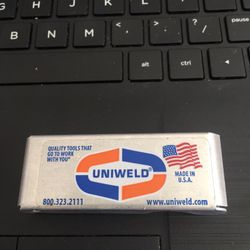 B N M < > ?
, . /
alt ctrl
QUALITY TOOLS THAT
GO TO WORK
WITH YOU®
UNIWELD®
MADE IN
U.S.A.
800.323.2111
www.uniweld.com